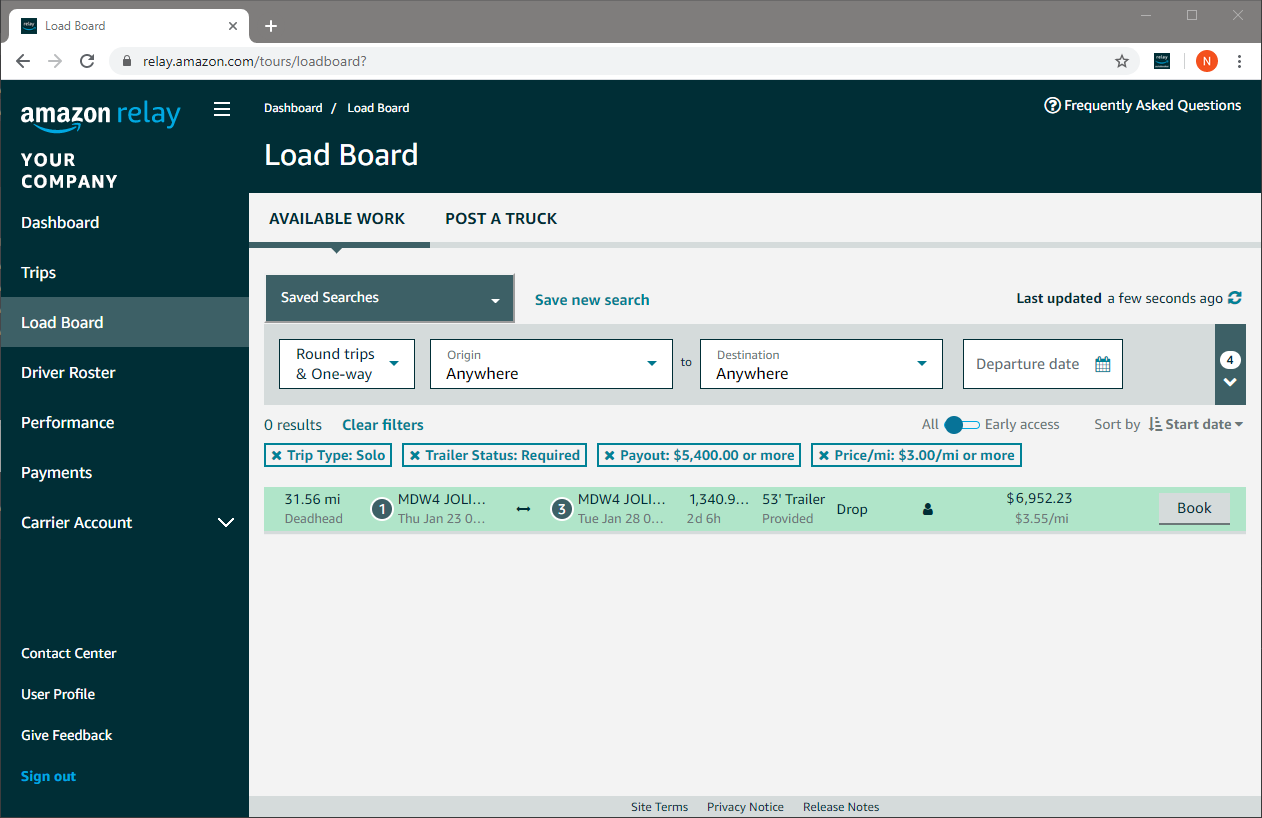 Load Board
relay.amazon.com/tours/loadboard?
N
amazon relay
YOUR
COMPANY
Dashboard
Trips
Load Board
Driver Roster
Performance
Payments
Carrier Account
Contact Center
User Profile
Give Feedback
Sign out
Dashboard / Load Board
Frequently Asked Questions
Load Board
AVAILABLE WORK POST A TRUCK
Saved Searches Save new search Last updated a few seconds ago
Round trips
& One-way
Origin
Anywhere
to
Destination
Anywhere
Departure date
4
0 results Clear filters All Early access Sort by Start date
Trip Type: Solo Trailer Status: Required Payout: $5,400.00 or more Price/mi: $3.00/mi or more
31.56 mi
Deadhead
1
MDW4 JOLI...
Thu Jan 23 0...
3
MDW4 JOLI...
Tue Jan 28 0...
1,340.9...
2d 6h
53' Trailer
Provided
Drop
$6,952.23
$3.55/mi
Book
Site Terms Privacy Notice Release Notes